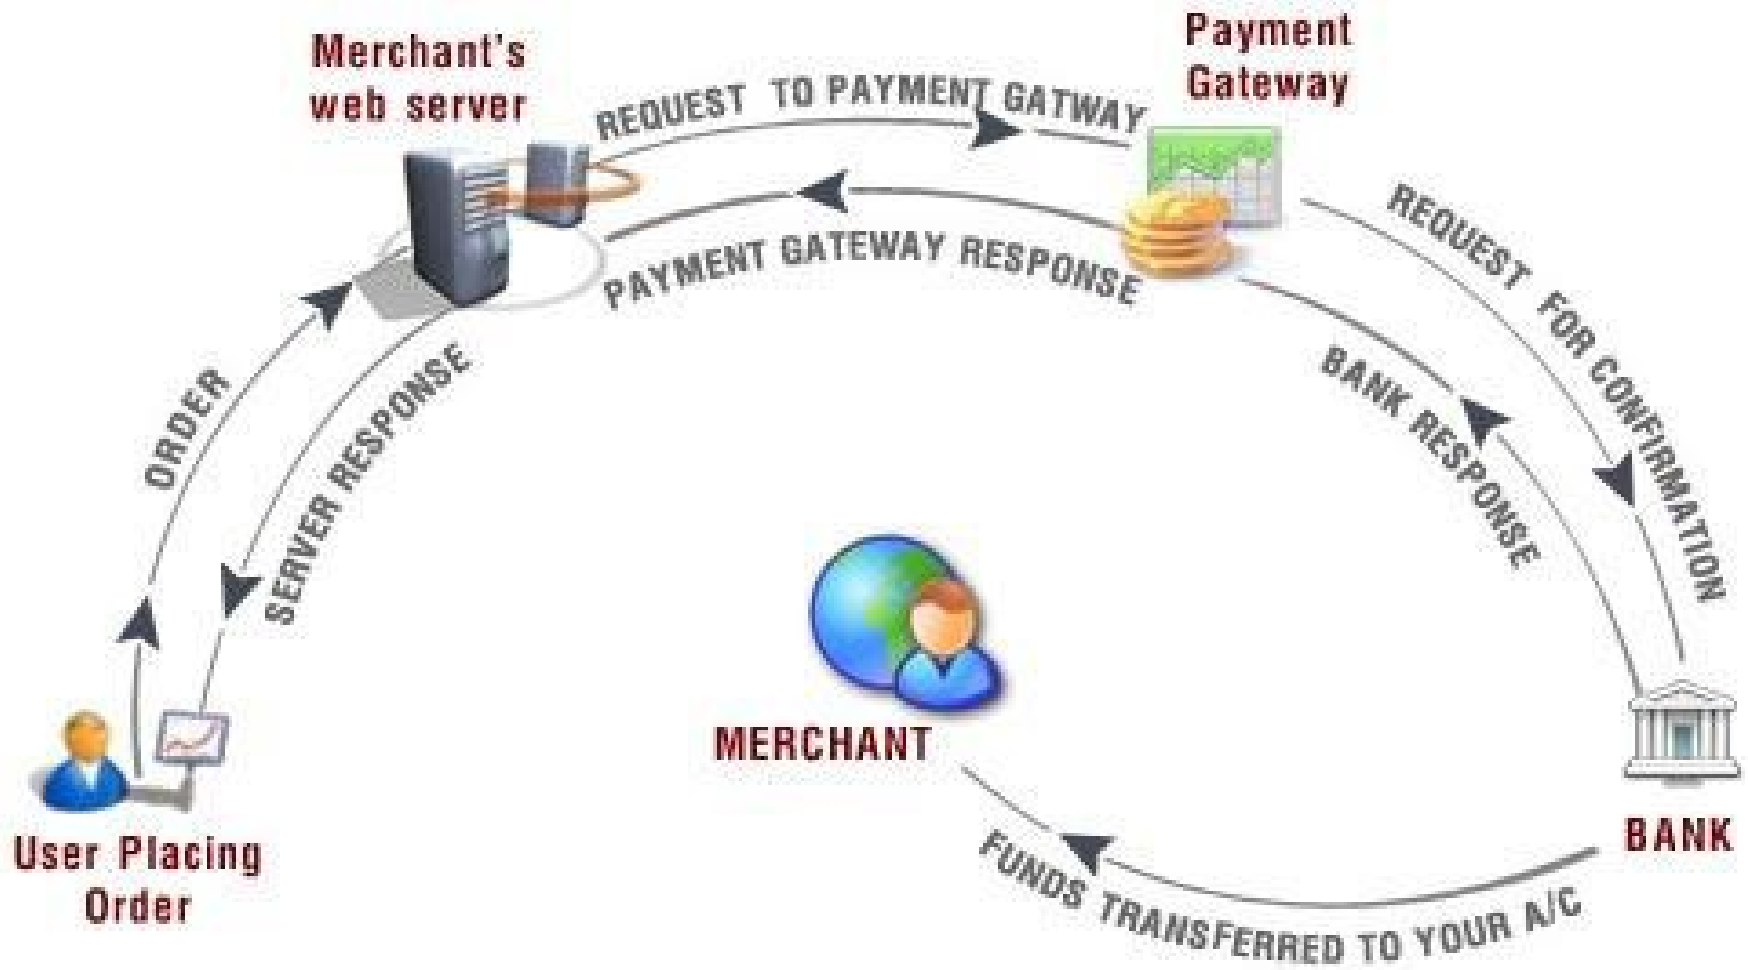 Merchant's
web server
Payment
Gateway
REQUEST TO PAYMENT GATWAY
PAYMENT GATEWAY RESPONSE
REQUEST FOR CONFIRMATION
BANK RESPONSE
ORDER
SERVER RESPONSE
MERCHANT
User Placing
Order
BANK
FUNDS TRANSFERRED TO YOUR A/C